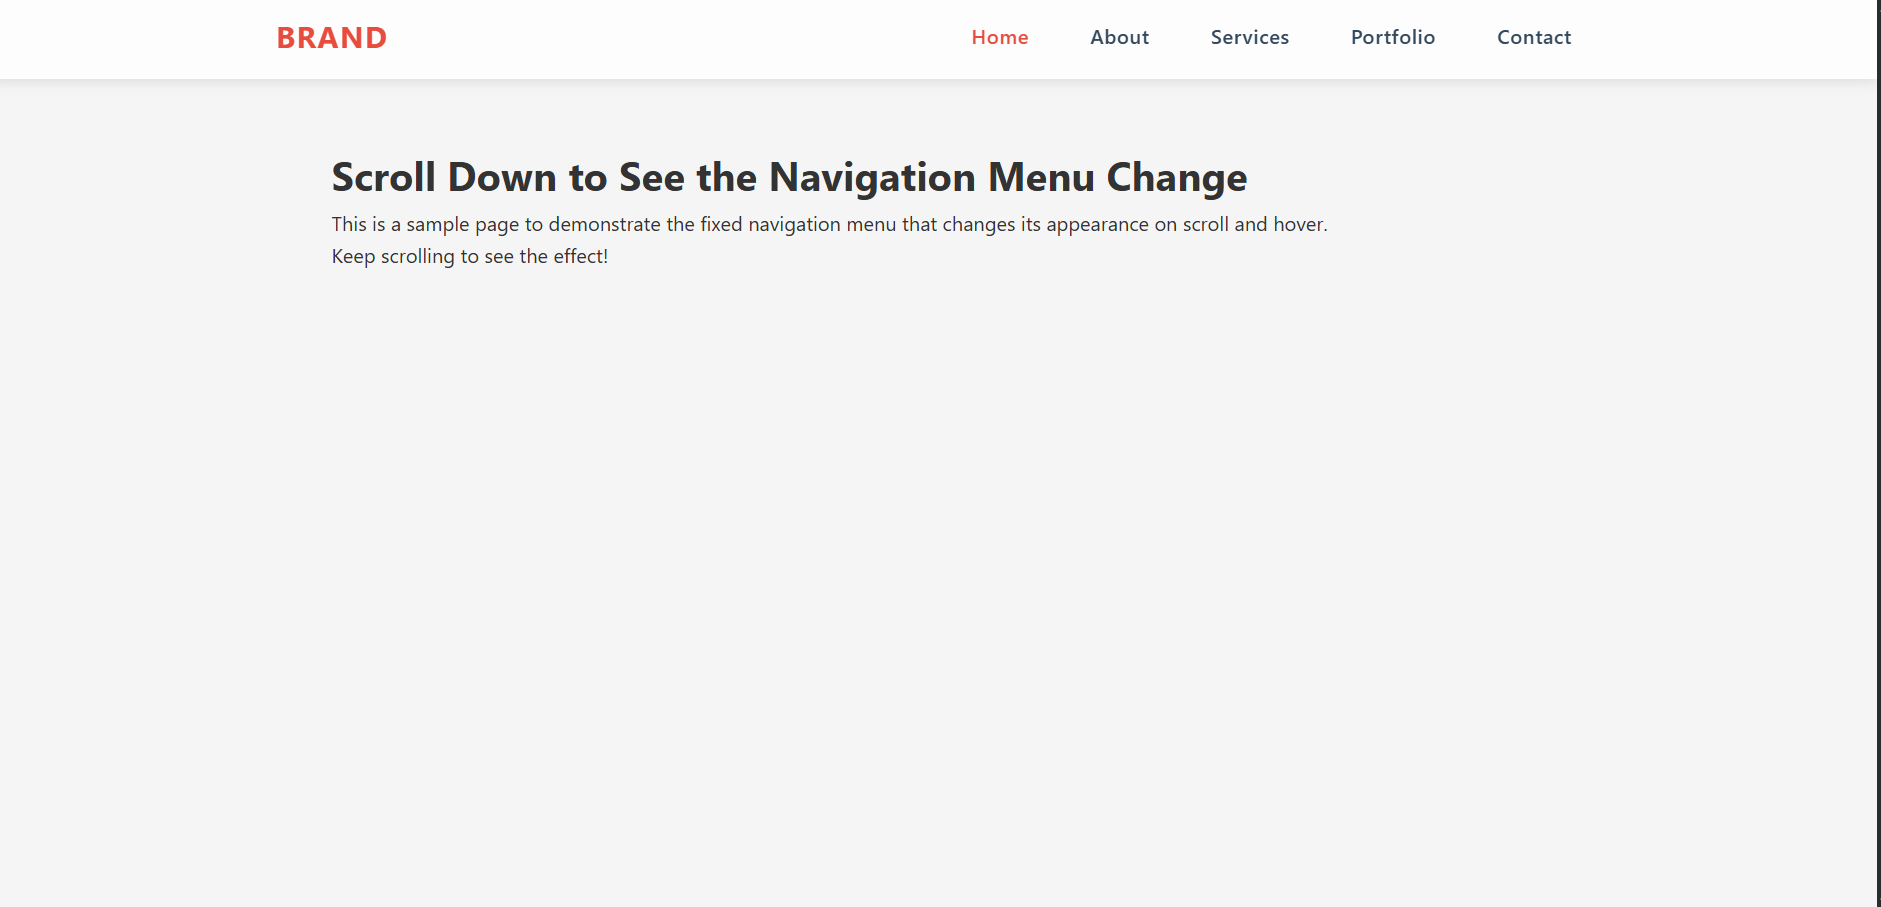 BRAND
Home About Services Portfolio Contact
Scroll Down to See the Navigation Menu Change
This is a sample page to demonstrate the fixed navigation menu that changes its appearance on scroll and hover.
Keep scrolling to see the effect!